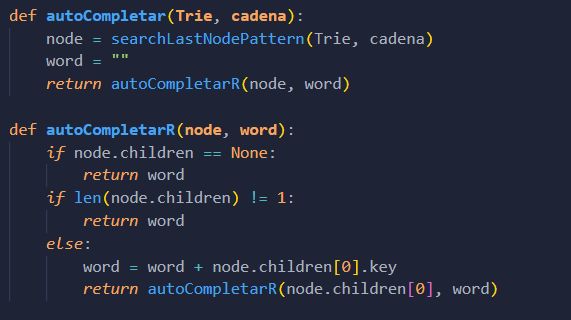 def autoCompletar(Trie, cadena):
    node = searchLastNodePattern(Trie, cadena)
    word = ""
    return autoCompletarR(node, word)

def autoCompletarR(node, word):
    if node.children == None:
        return word
    if len(node.children) != 1:
        return word
    else:
        word = word + node.children[0].key
        return autoCompletarR(node.children[0], word)